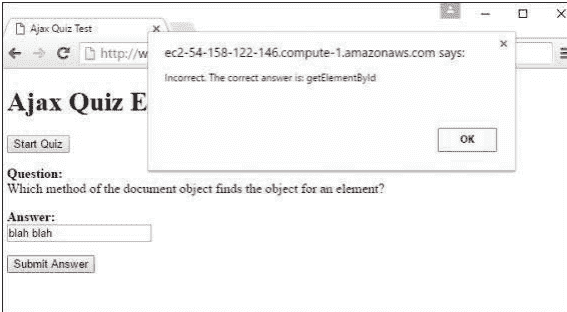 Ajax Quiz Test
http://w
ec2-54-158-122-146.compute-1.amazonaws.com says:
Incorrect. The correct answer is: getElementById
OK
Ajax Quiz E
Start Quiz
Question:
Which method of the document object finds the object for an element?
Answer:
blah blah
Submit Answer